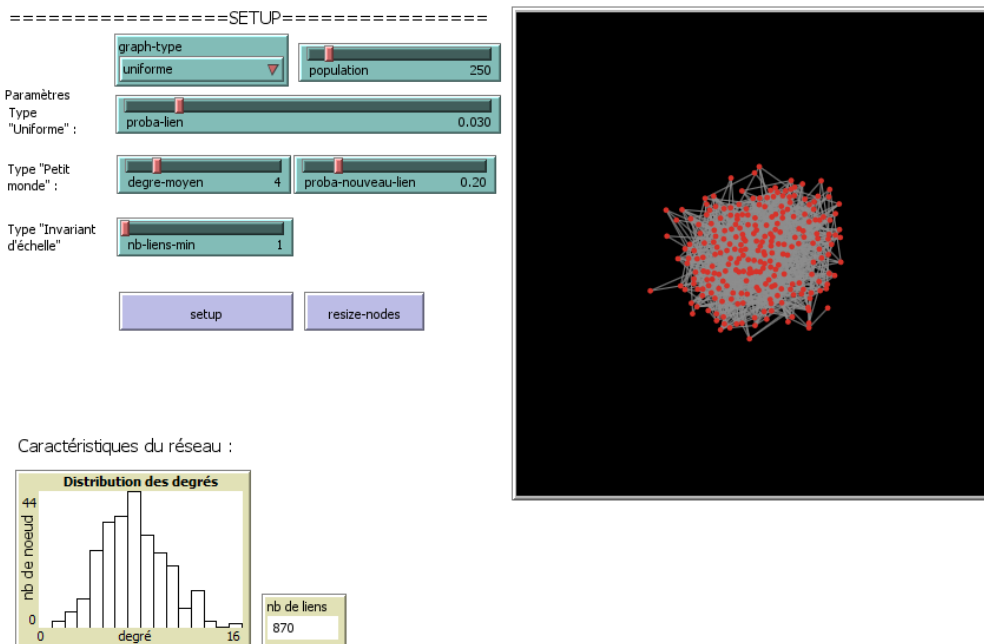 =================SETUP=================
graph-type
uniforme
population 250
Paramètres
Type
"Uniforme" :
proba-lien 0.030
Type "Petit
monde" :
degre-moyen 4
proba-nouveau-lien 0.20
Type "Invariant
d'échelle"
nb-liens-min 1
setup
resize-nodes
Caractéristiques du réseau :
Distribution des degrés
44
nb de noeud
0
0 degré 16
nb de liens
870